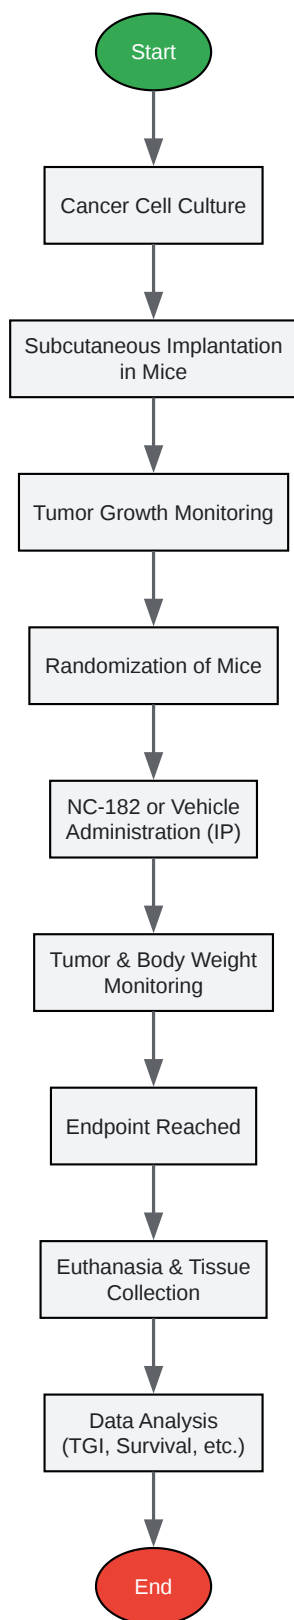 Start
Cancer Cell Culture
Subcutaneous Implantation
in Mice
Tumor Growth Monitoring
Randomization of Mice
NC-182 or Vehicle
Administration (IP)
Tumor & Body Weight
Monitoring
Endpoint Reached
Euthanasia & Tissue
Collection
Data Analysis
(TGI, Survival, etc.)
End